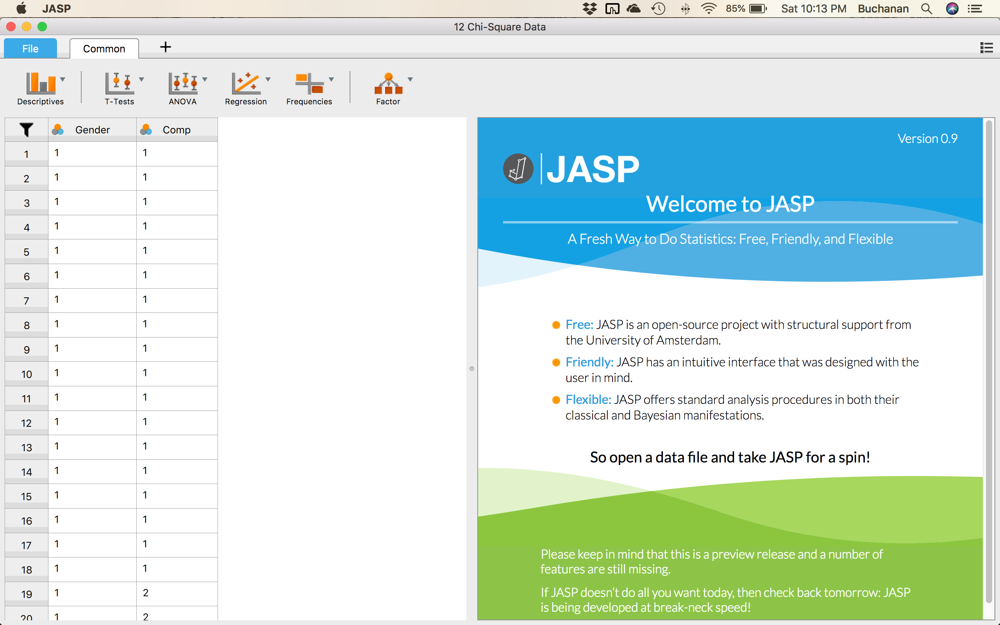 JASP
85%
Sat 10:13 PM Buchanan
12 Chi-Square Data
File Common +
Descriptives T-Tests ANOVA Regression Frequencies Factor
Gender Comp
1 1 1
2 1 1
3 1 1
4 1 1
5 1 1
6 1 1
7 1 1
8 1 1
9 1 1
10 1 1
11 1 1
12 1 1
13 1 1
14 1 1
15 1 1
16 1 1
17 1 1
18 1 1
19 1 2
20 1 2
Version 0.9
JASP
Welcome to JASP
A Fresh Way to Do Statistics: Free, Friendly, and Flexible
Free: JASP is an open-source project with structural support from
the University of Amsterdam.
Friendly: JASP has an intuitive interface that was designed with the
user in mind.
Flexible: JASP offers standard analysis procedures in both their
classical and Bayesian manifestations.
So open a data file and take JASP for a spin!
Please keep in mind that this is a preview release and a number of
features are still missing.
If JASP doesn't do all you want today, then check back tomorrow: JASP
is being developed at break-neck speed!